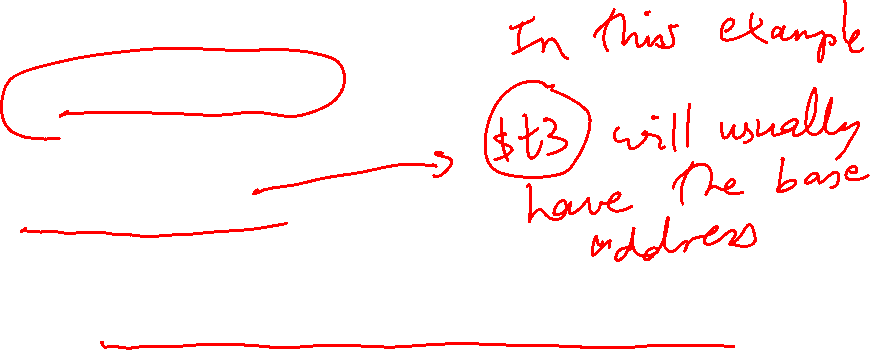 In this example
$t3 will usually
have the base
address